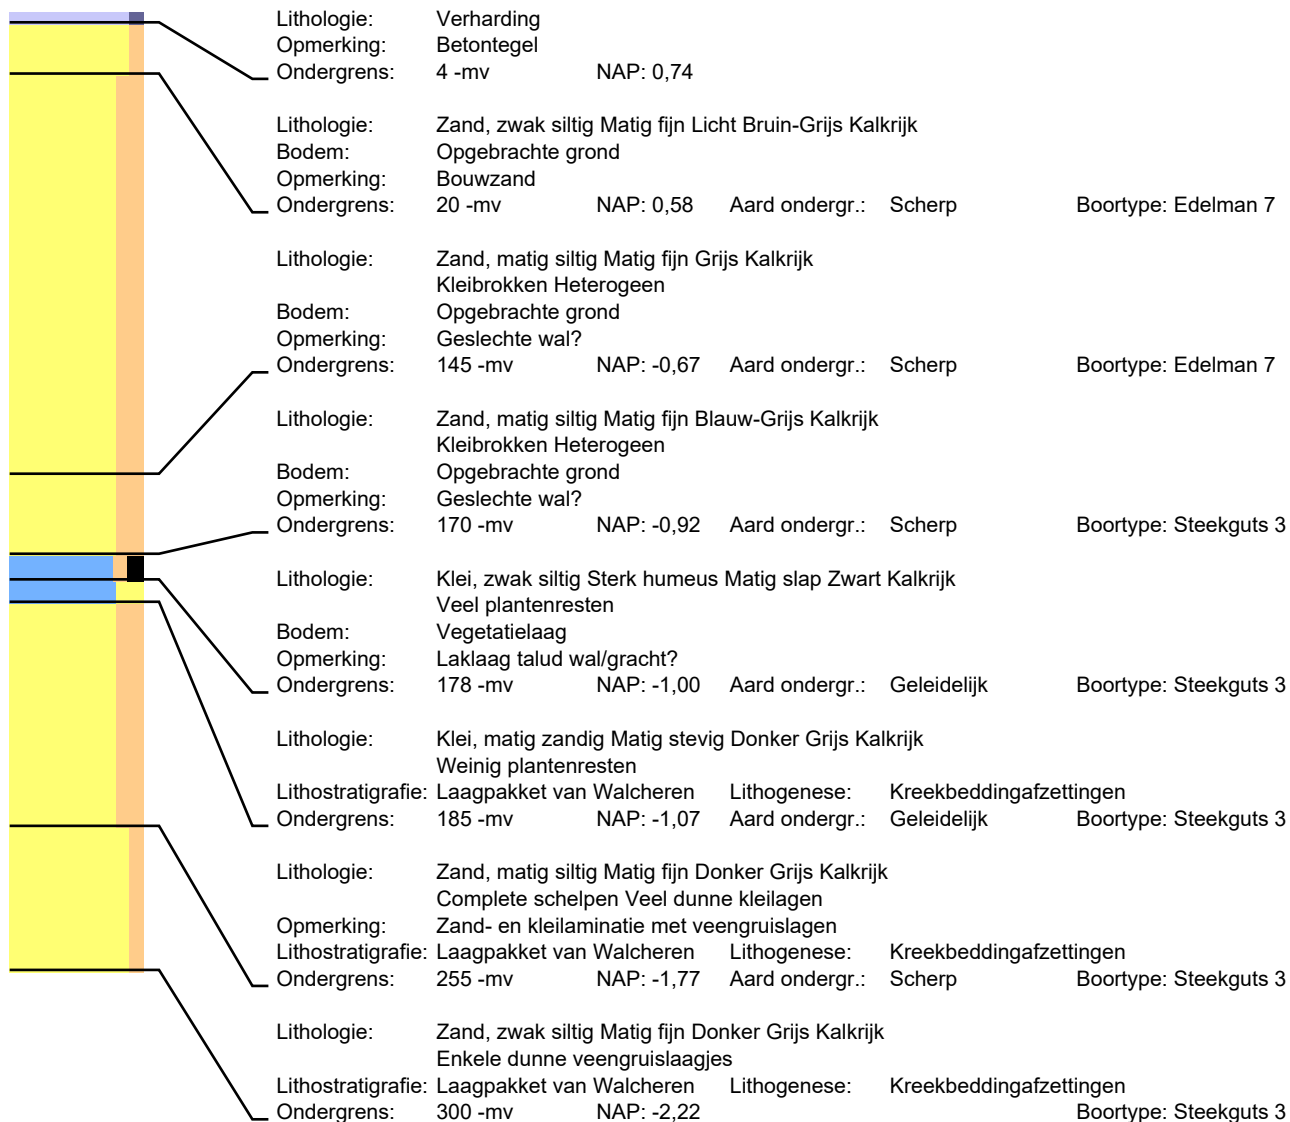 Lithologie: Verharding
Opmerking: Betontegel
Ondergrens: 4 -mv NAP: 0,74
Lithologie: Zand, zwak siltig Matig fijn Licht Bruin-Grijs Kalkrijk
Bodem: Opgebrachte grond
Opmerking: Bouwzand
Ondergrens: 20 -mv NAP: 0,58 Aard ondergr.: Scherp Boortype: Edelman 7
Lithologie: Zand, matig siltig Matig fijn Grijs Kalkrijk
Kleibrokken Heterogeen
Bodem: Opgebrachte grond
Opmerking: Geslechte wal?
Ondergrens: 145 -mv NAP: -0,67 Aard ondergr.: Scherp Boortype: Edelman 7
Lithologie: Zand, matig siltig Matig fijn Blauw-Grijs Kalkrijk
Kleibrokken Heterogeen
Bodem: Opgebrachte grond
Opmerking: Geslechte wal?
Ondergrens: 170 -mv NAP: -0,92 Aard ondergr.: Scherp Boortype: Steekguts 3
Lithologie: Klei, zwak siltig Sterk humeus Matig slap Zwart Kalkrijk
Veel plantenresten
Bodem: Vegetatielaag
Opmerking: Laklaag talud wal/gracht?
Ondergrens: 178 -mv NAP: -1,00 Aard ondergr.: Geleidelijk Boortype: Steekguts 3
Lithologie: Klei, matig zandig Matig stevig Donker Grijs Kalkrijk
Weinig plantenresten
Lithostratigrafie: Laagpakket van Walcheren Lithogenese: Kreekbeddingafzettingen
Ondergrens: 185 -mv NAP: -1,07 Aard ondergr.: Geleidelijk Boortype: Steekguts 3
Lithologie: Zand, matig siltig Matig fijn Donker Grijs Kalkrijk
Complete schelpen Veel dunne kleilagen
Opmerking: Zand- en kleilaminatie met veengruislagen
Lithostratigrafie: Laagpakket van Walcheren Lithogenese: Kreekbeddingafzettingen
Ondergrens: 255 -mv NAP: -1,77 Aard ondergr.: Scherp Boortype: Steekguts 3
Lithologie: Zand, zwak siltig Matig fijn Donker Grijs Kalkrijk
Enkele dunne veengruislaagjes
Lithostratigrafie: Laagpakket van Walcheren Lithogenese: Kreekbeddingafzettingen
Ondergrens: 300 -mv NAP: -2,22 Boortype: Steekguts 3